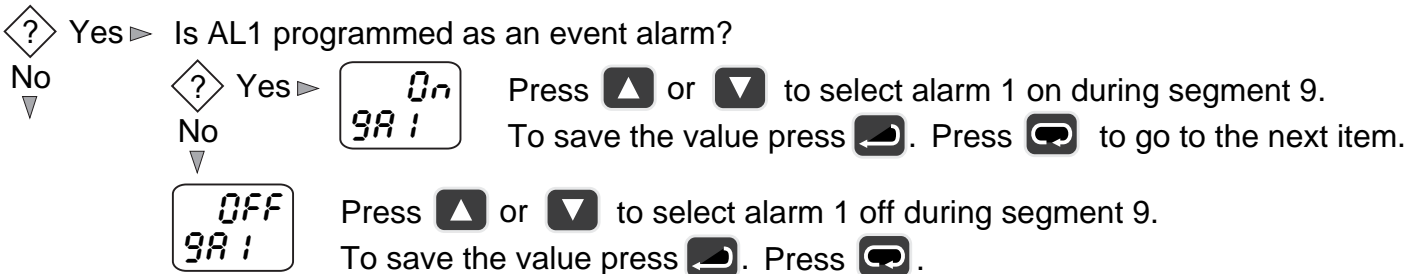 ? Yes Is AL1 programmed as an event alarm?
No
? Yes On Press or to select alarm 1 on during segment 9.
No 9A1 To save the value press . Press to go to the next item.
OFF Press or to select alarm 1 off during segment 9.
9A1 To save the value press . Press .